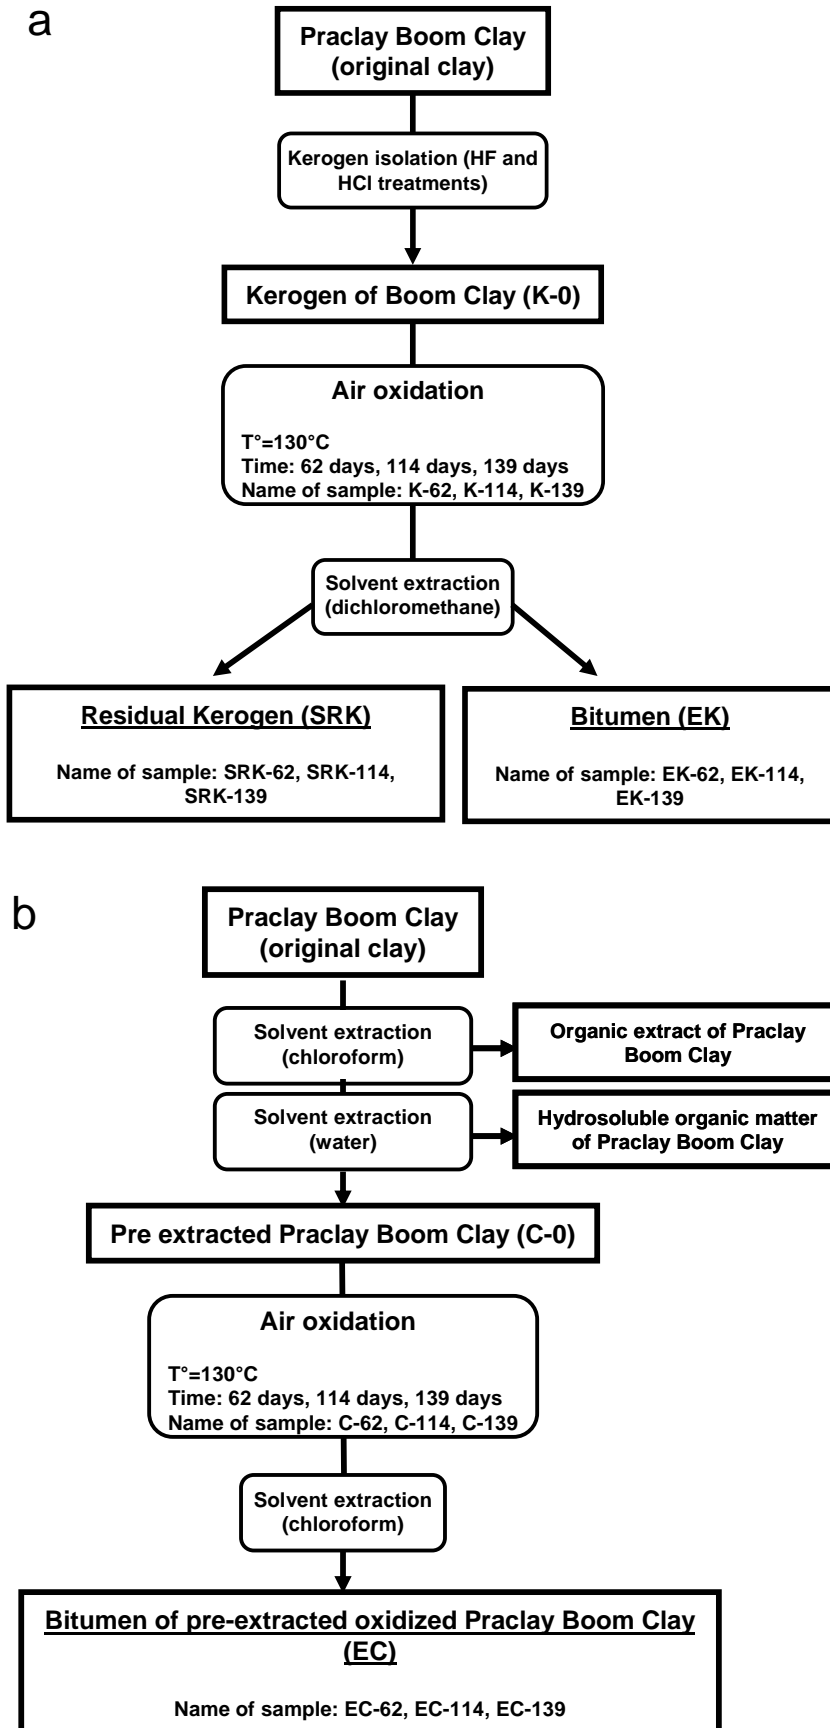 a
Praclay Boom Clay
(original clay)
Kerogen isolation (HF and
HCl treatments)
Kerogen of Boom Clay (K-0)
Air oxidation
T°=130°C
Time: 62 days, 114 days, 139 days
Name of sample: K-62, K-114, K-139
Solvent extraction
(dichloromethane)
Residual Kerogen (SRK)
Name of sample: SRK-62, SRK-114,
SRK-139
Bitumen (EK)
Name of sample: EK-62, EK-114,
EK-139
b
Praclay Boom Clay
(original clay)
Solvent extraction
(chloroform)
Organic extract of Praclay
Boom Clay
Solvent extraction
(water)
Hydrosoluble organic matter
of Praclay Boom Clay
Pre extracted Praclay Boom Clay (C-0)
Air oxidation
T°=130°C
Time: 62 days, 114 days, 139 days
Name of sample: C-62, C-114, C-139
Solvent extraction
(chloroform)
Bitumen of pre-extracted oxidized Praclay Boom Clay
(EC)
Name of sample: EC-62, EC-114, EC-139